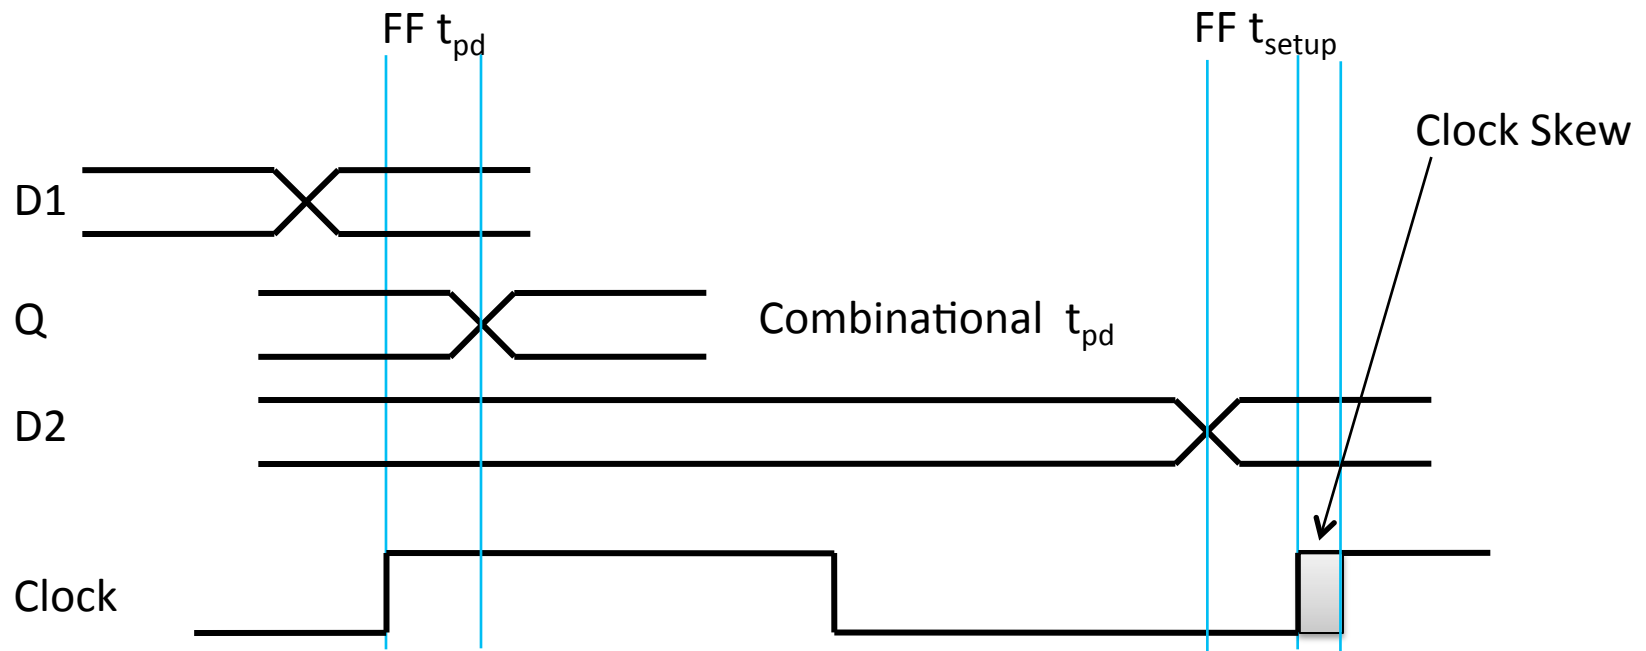 FF tpd
FF tsetup
Clock Skew
D1
Q
Combinational tpd
D2
Clock